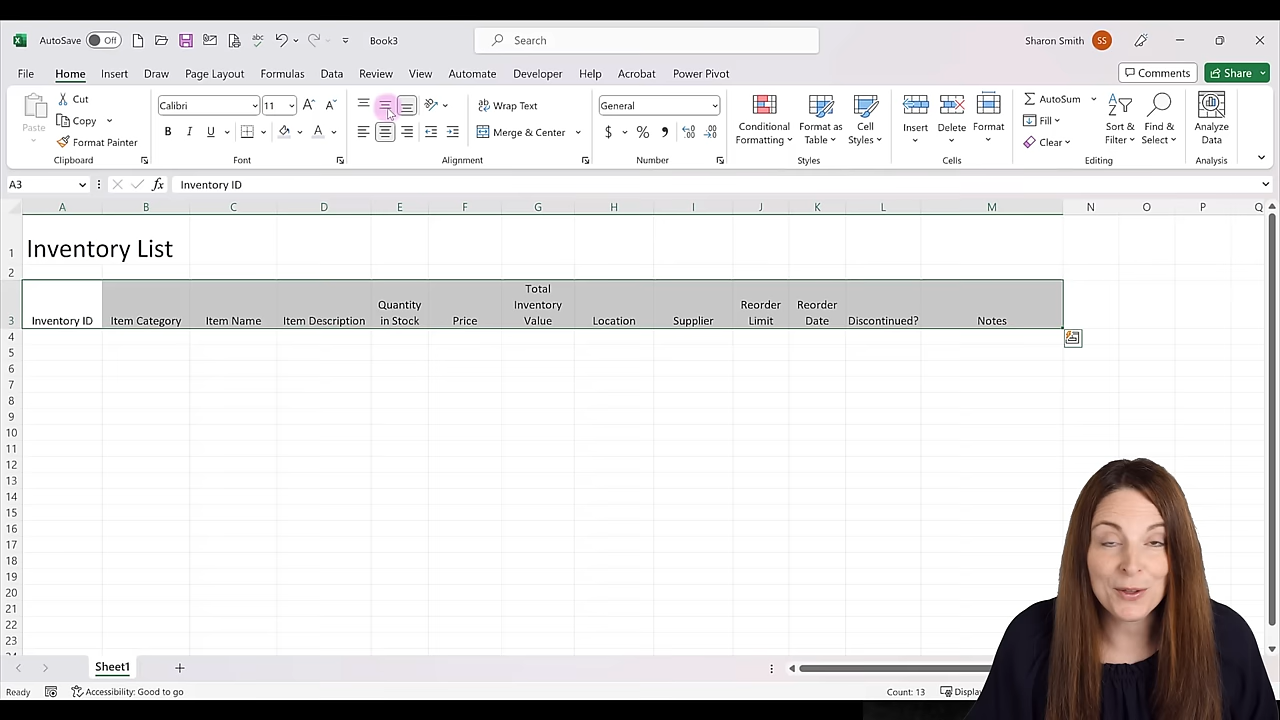 AutoSave Off Book3 Search Sharon Smith SS
File Home Insert Draw Page Layout Formulas Data Review View Automate Developer Help Acrobat Power Pivot Comments Share
Paste Cut Copy Format Painter Clipboard
Calibri 11 B I U A Font
Wrap Text Merge & Center Alignment
General $ % Number
Conditional Formatting Format as Table Cell Styles Styles
Insert Delete Format Cells
AutoSum Fill Clear Sort & Filter Find & Select Editing
Analyze Data Analysis
A3 fx Inventory ID
A B C D E F G H I J K L M N O P Q
1 Inventory List
2
3 Inventory ID Item Category Item Name Item Description Quantity in Stock Price Total Inventory Value Location Supplier Reorder Limit Reorder Date Discontinued? Notes
4
5
6
7
8
9
10
11
12
13
14
15
16
17
18
19
20
21
22
23
Sheet1
Ready Accessibility: Good to go Count: 13